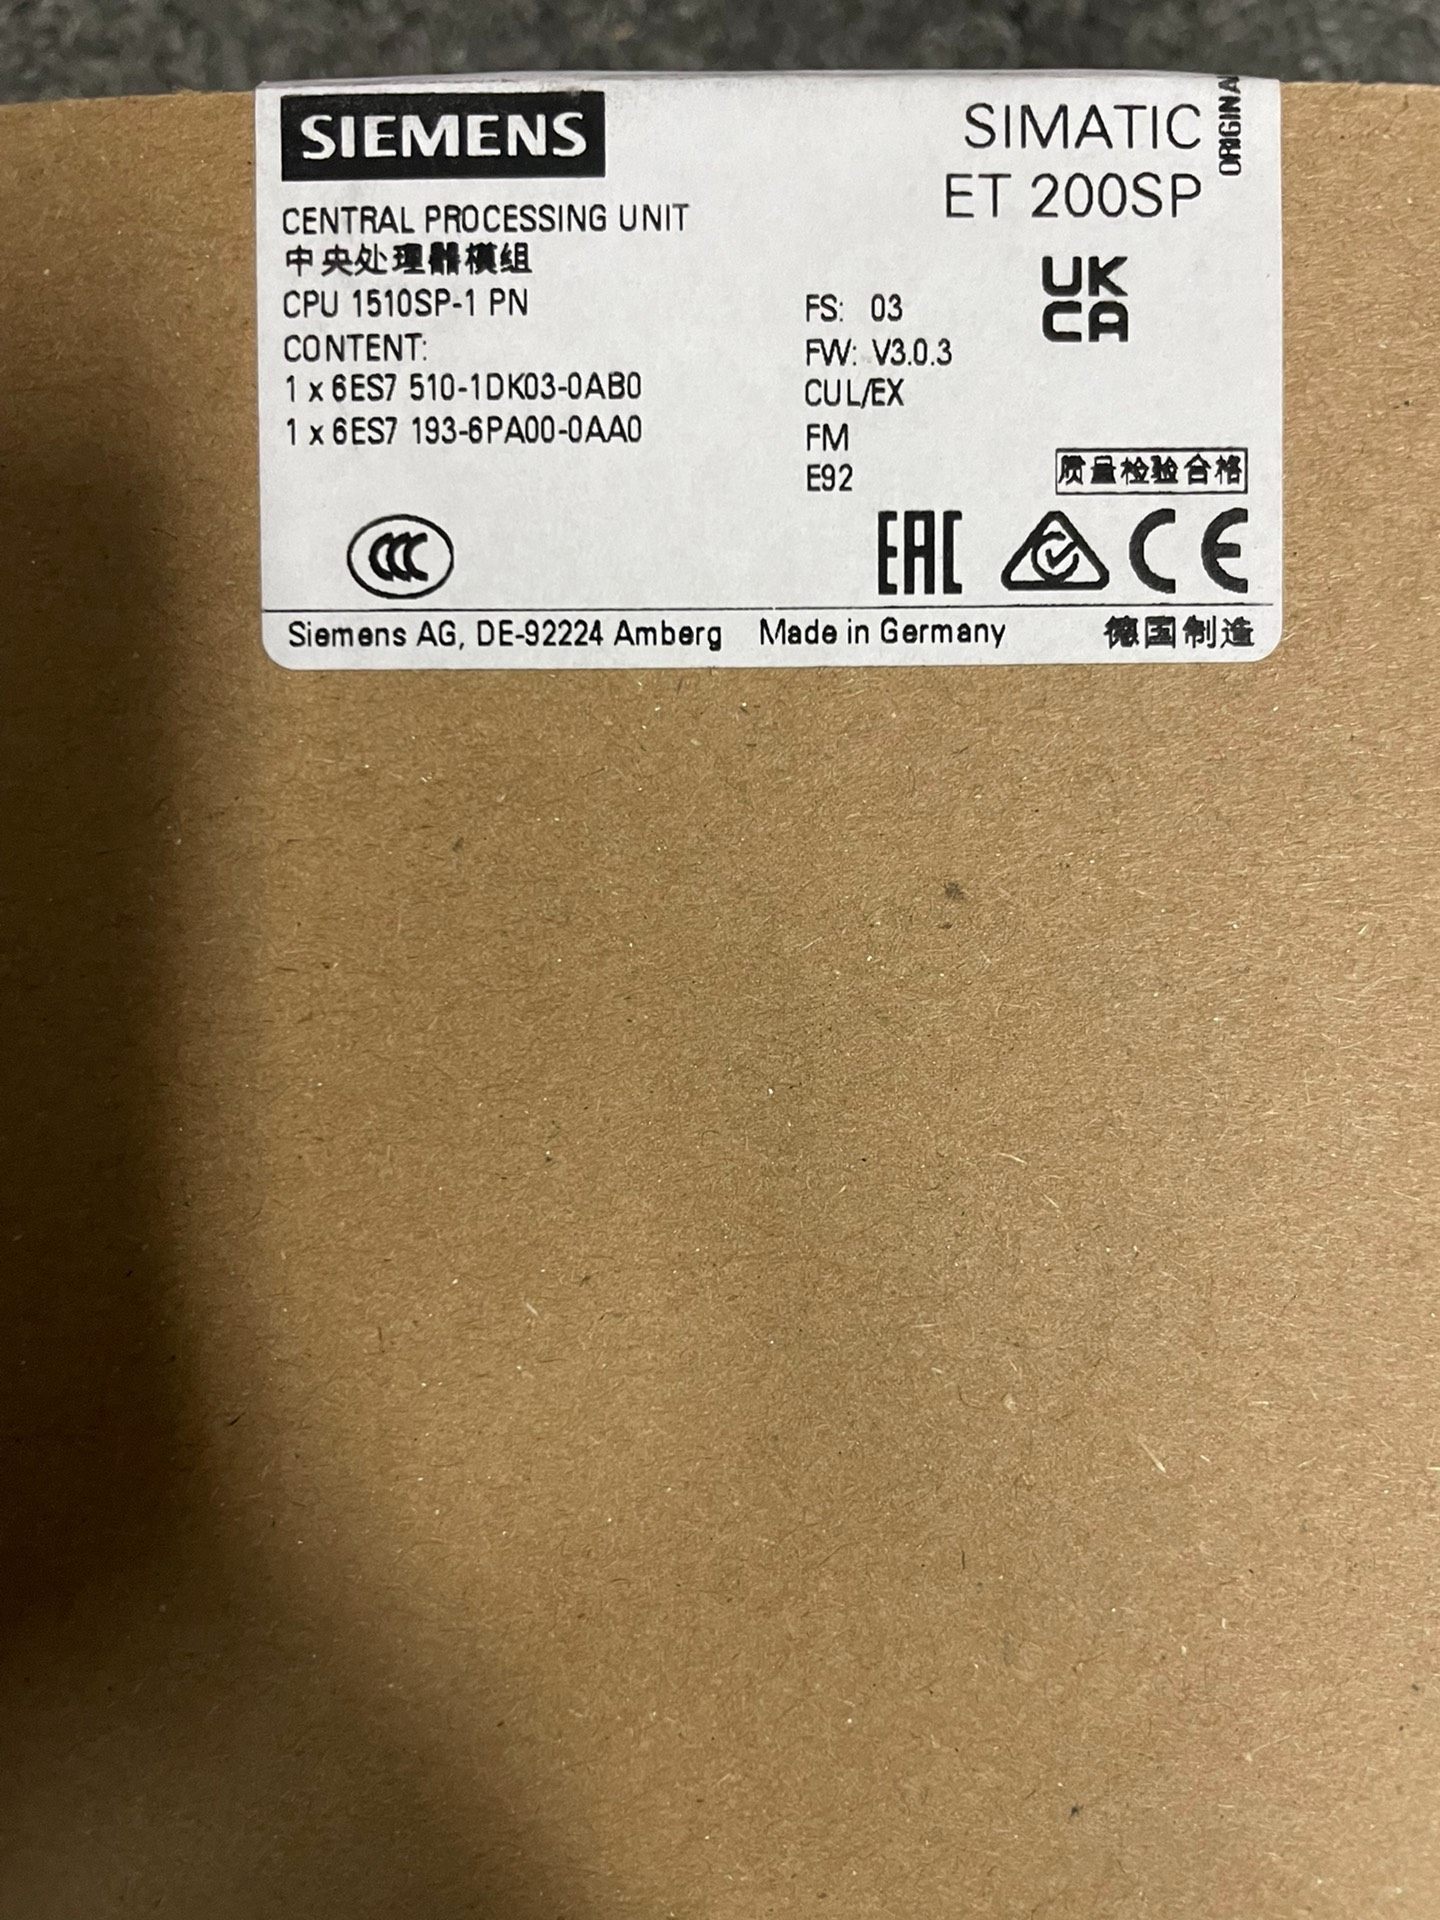 SIEMENS
SIMATIC
ET 200SP
ORIGINA
CENTRAL PROCESSING UNIT
中央处理器模组
CPU 1510SP-1 PN
CONTENT:
1 x 6ES7 510-1DK03-0AB0
1 x 6ES7 193-6PA00-0AA0
FS: 03
FW: V3.0.3
CUL/EX
FM
E92
UK
CA
质量检验合格
CCC
EAC
CE
Siemens AG, DE-92224 Amberg Made in Germany 德国制造